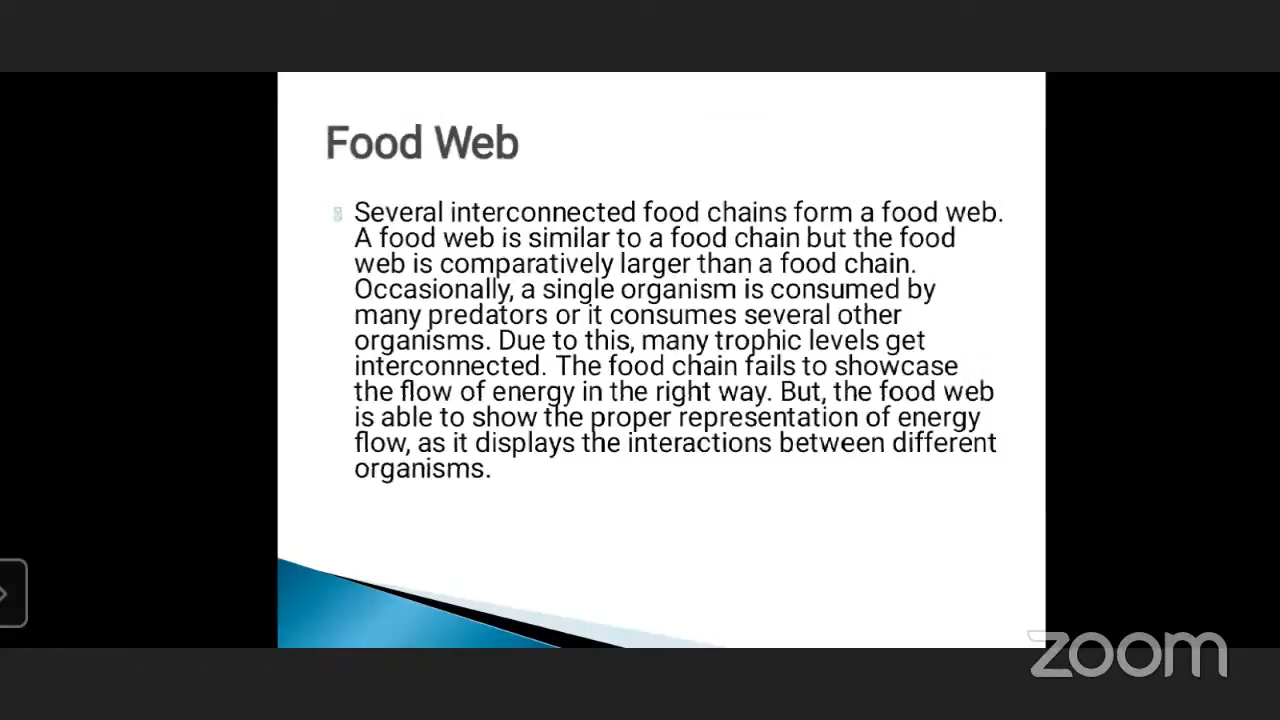 Food Web
Several interconnected food chains form a food web.
A food web is similar to a food chain but the food
web is comparatively larger than a food chain.
Occasionally, a single organism is consumed by
many predators or it consumes several other
organisms. Due to this, many trophic levels get
interconnected. The food chain fails to showcase
the flow of energy in the right way. But, the food web
is able to show the proper representation of energy
flow, as it displays the interactions between different
organisms.
zoom